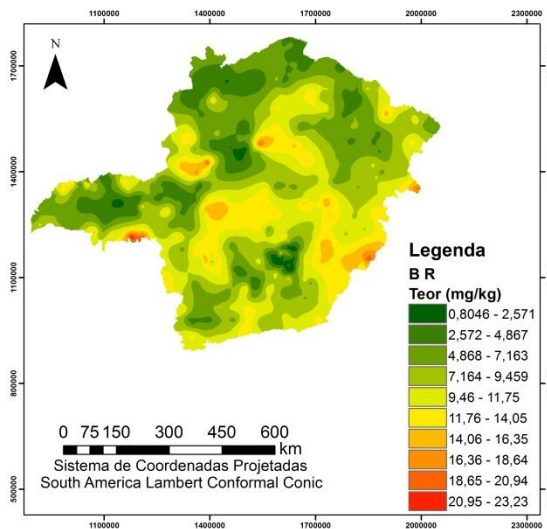 1100000 1400000 1700000 2000000 2300000
N
1700000
1400000
1100000
800000
500000
Legenda
B R
Teor (mg/kg)
0,8046 - 2,571
2,572 - 4,867
4,868 - 7,163
7,164 - 9,459
9,46 - 11,75
11,76 - 14,05
14,06 - 16,35
16,36 - 18,64
18,65 - 20,94
20,95 - 23,23
0 75 150 300 450 600
km
Sistema de Coordenadas Projetadas
South America Lambert Conformal Conic
1100000 1400000 1700000 2000000 2300000